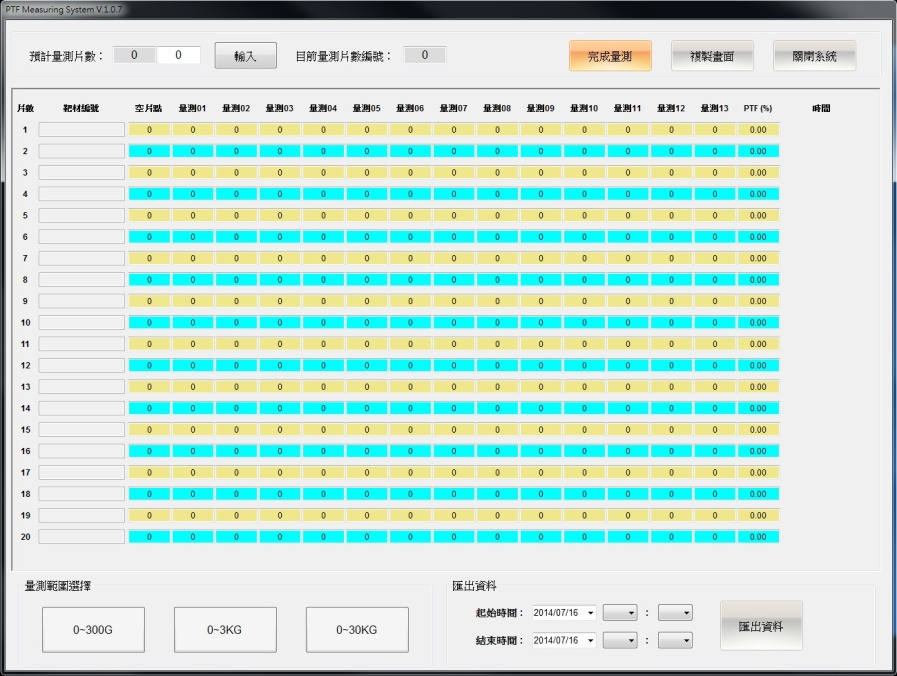 PTF Measuring System V.1.0.7
預計量測片數： 0 0 輸入 目前量測片數編號： 0 完成量測 複製畫面 關閉系統
片數 靶材編號 空片點 量測01 量測02 量測03 量測04 量測05 量測06 量測07 量測08 量測09 量測10 量測11 量測12 量測13 PTF (%) 時間
1 0 0 0 0 0 0 0 0 0 0 0 0 0 0 0.00
2 0 0 0 0 0 0 0 0 0 0 0 0 0 0 0.00
3 0 0 0 0 0 0 0 0 0 0 0 0 0 0 0.00
4 0 0 0 0 0 0 0 0 0 0 0 0 0 0 0.00
5 0 0 0 0 0 0 0 0 0 0 0 0 0 0 0.00
6 0 0 0 0 0 0 0 0 0 0 0 0 0 0 0.00
7 0 0 0 0 0 0 0 0 0 0 0 0 0 0 0.00
8 0 0 0 0 0 0 0 0 0 0 0 0 0 0 0.00
9 0 0 0 0 0 0 0 0 0 0 0 0 0 0 0.00
10 0 0 0 0 0 0 0 0 0 0 0 0 0 0 0.00
11 0 0 0 0 0 0 0 0 0 0 0 0 0 0 0.00
12 0 0 0 0 0 0 0 0 0 0 0 0 0 0 0.00
13 0 0 0 0 0 0 0 0 0 0 0 0 0 0 0.00
14 0 0 0 0 0 0 0 0 0 0 0 0 0 0 0.00
15 0 0 0 0 0 0 0 0 0 0 0 0 0 0 0.00
16 0 0 0 0 0 0 0 0 0 0 0 0 0 0 0.00
17 0 0 0 0 0 0 0 0 0 0 0 0 0 0 0.00
18 0 0 0 0 0 0 0 0 0 0 0 0 0 0 0.00
19 0 0 0 0 0 0 0 0 0 0 0 0 0 0 0.00
20 0 0 0 0 0 0 0 0 0 0 0 0 0 0 0.00
量測範圍選擇
0~300G 0~3KG 0~30KG
匯出資料
起始時間： 2014/07/16 :
結束時間： 2014/07/16 :
匯出資料